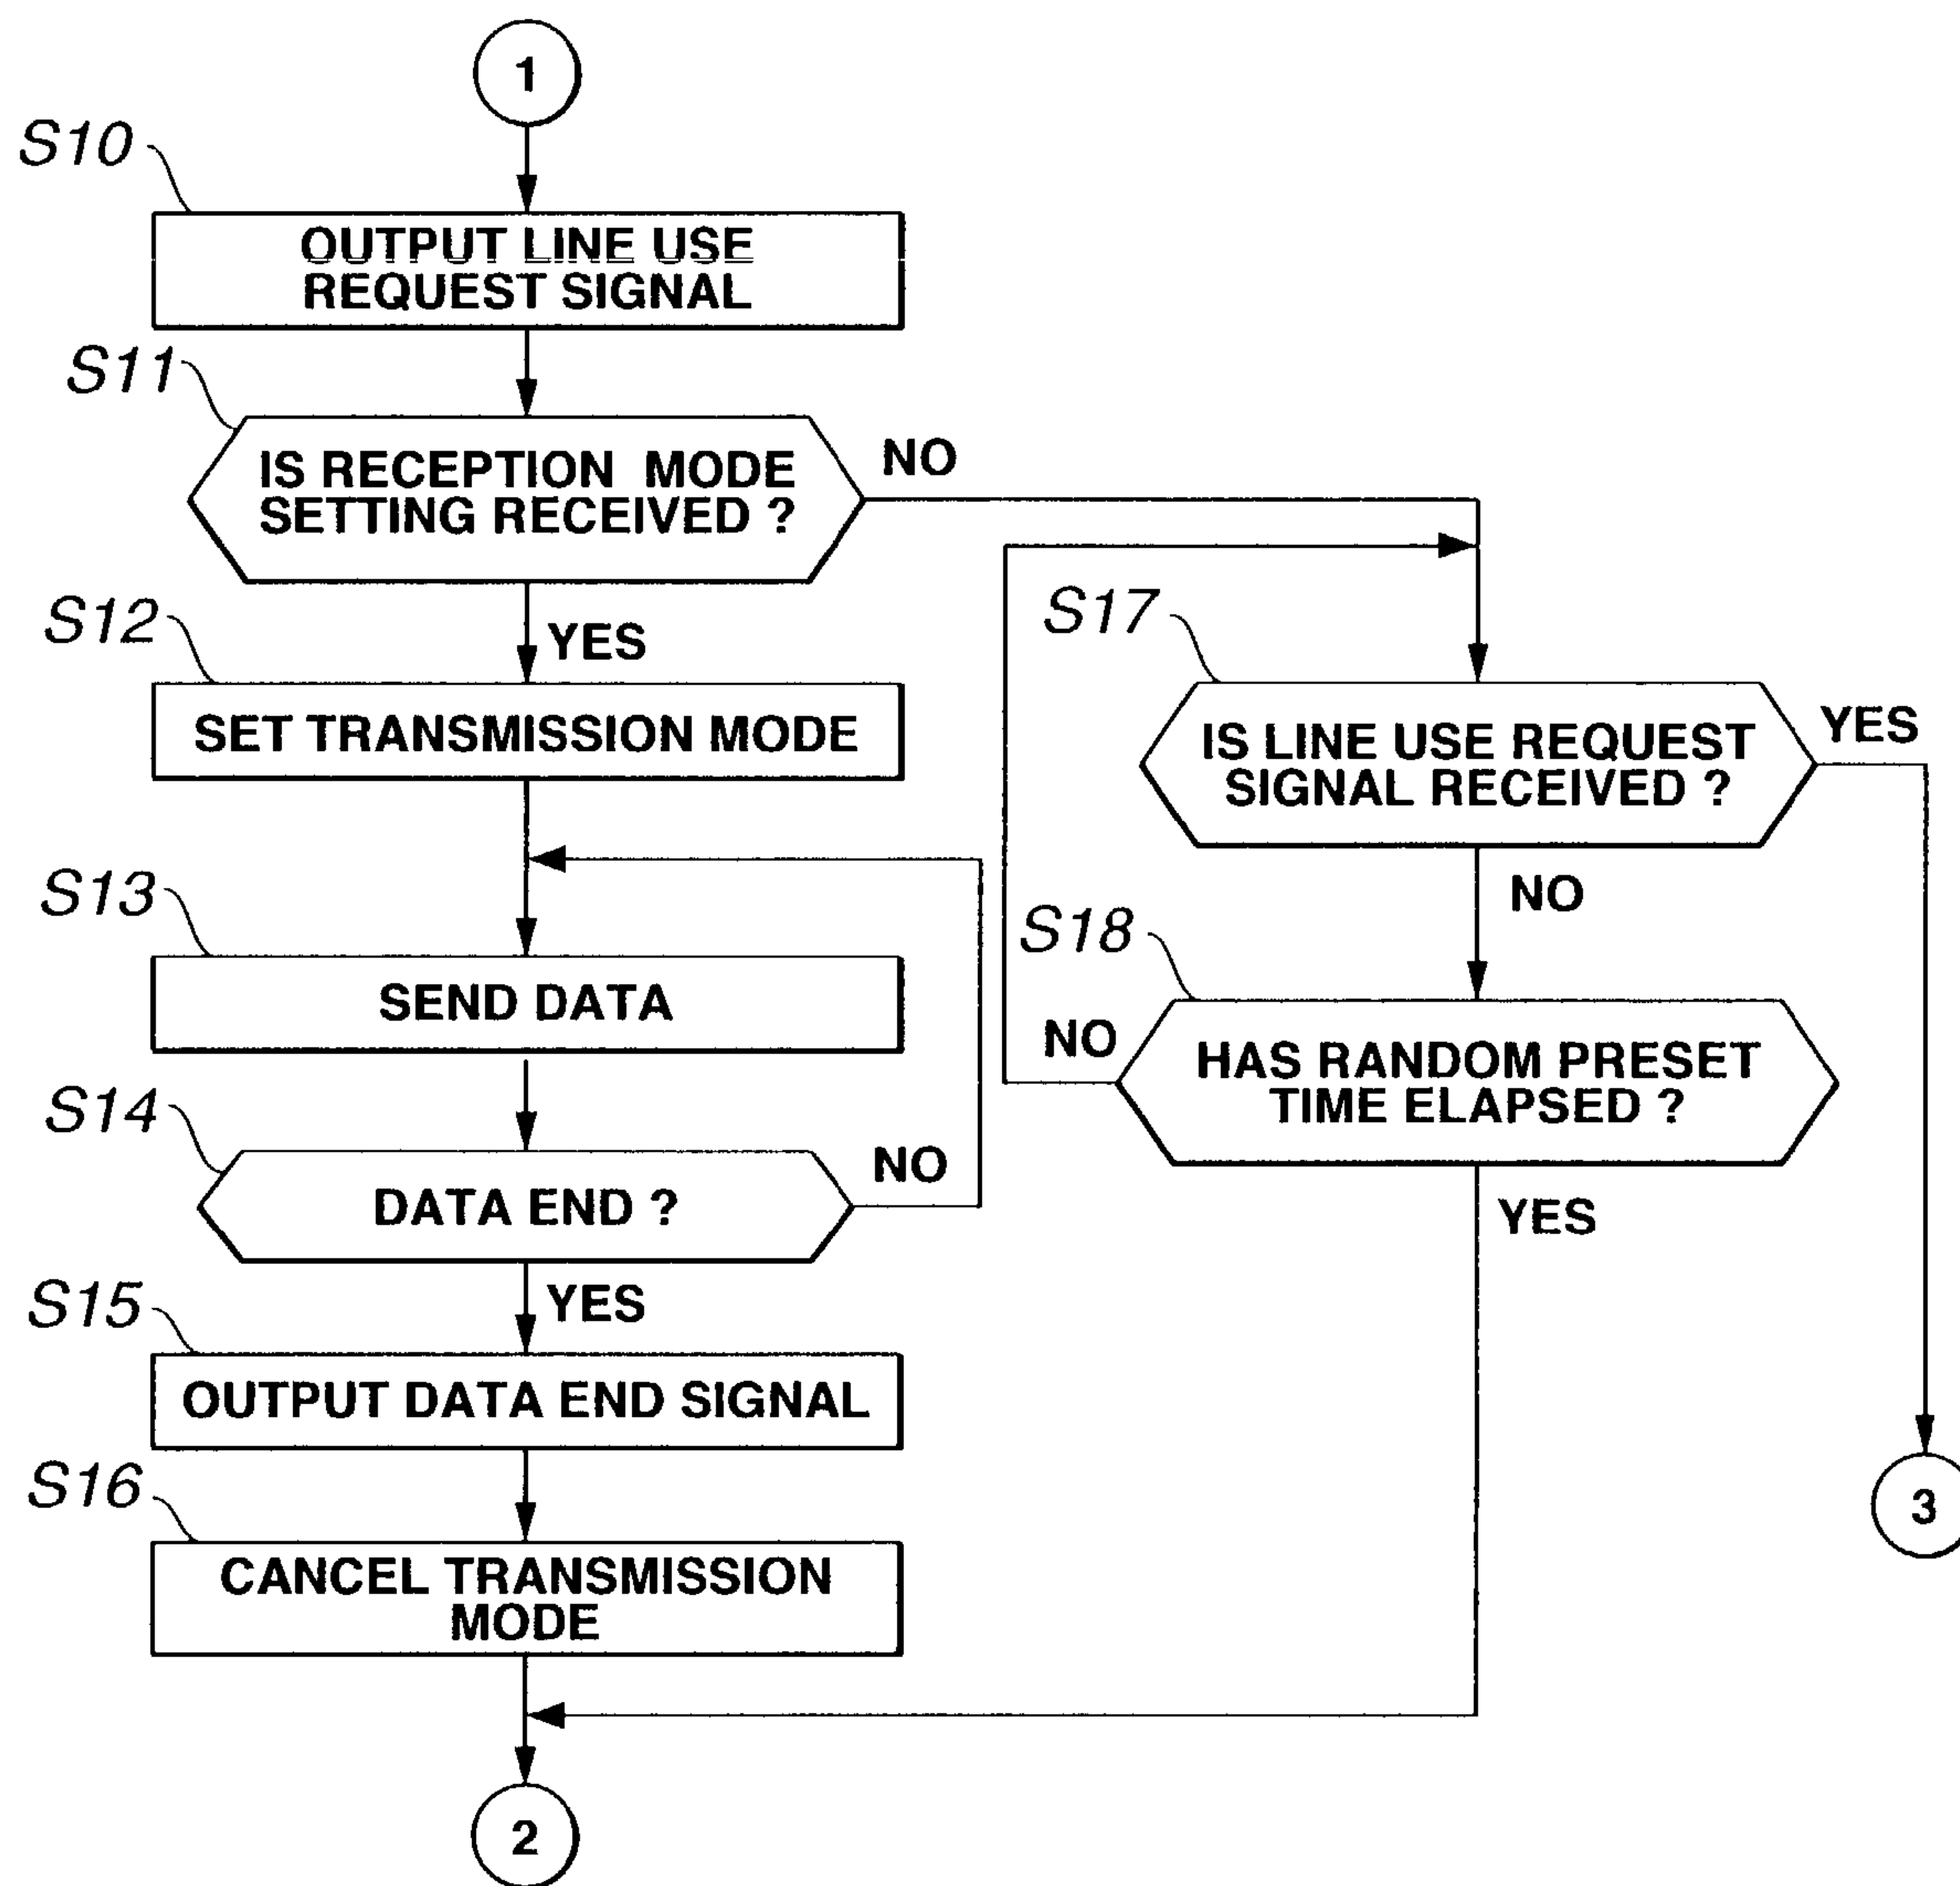 1
S10
OUTPUT LINE USE
REQUEST SIGNAL
S11
IS RECEPTION MODE
SETTING RECEIVED ?
NO
YES
S12
SET TRANSMISSION MODE
S13
SEND DATA
S14
DATA END ?
NO
YES
S15
OUTPUT DATA END SIGNAL
S16
CANCEL TRANSMISSION
MODE
2
S17
IS LINE USE REQUEST
SIGNAL RECEIVED ?
YES
NO
S18
HAS RANDOM PRESET
TIME ELAPSED ?
NO
YES
3